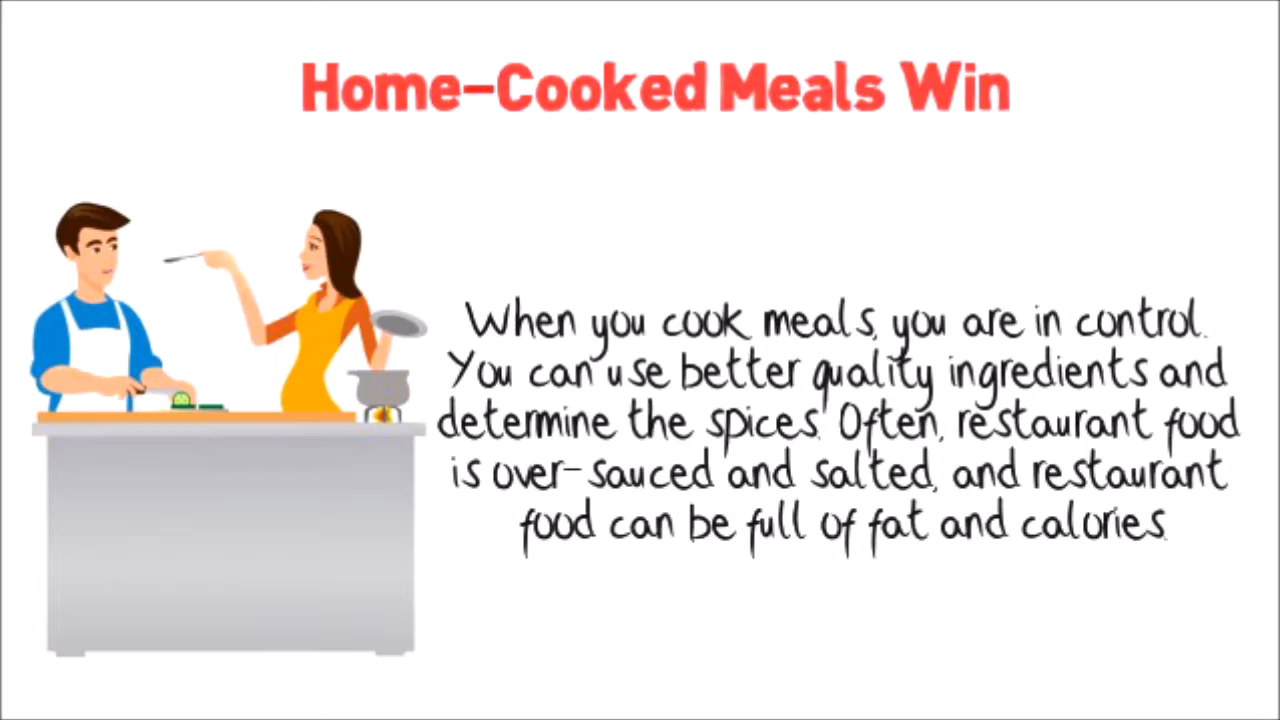 Home-Cooked Meals Win
When you cook meals, you are in control.
You can use better quality ingredients and
determine the spices. Often, restaurant food
is over-sauced and salted, and restaurant
food can be full of fat and calories.